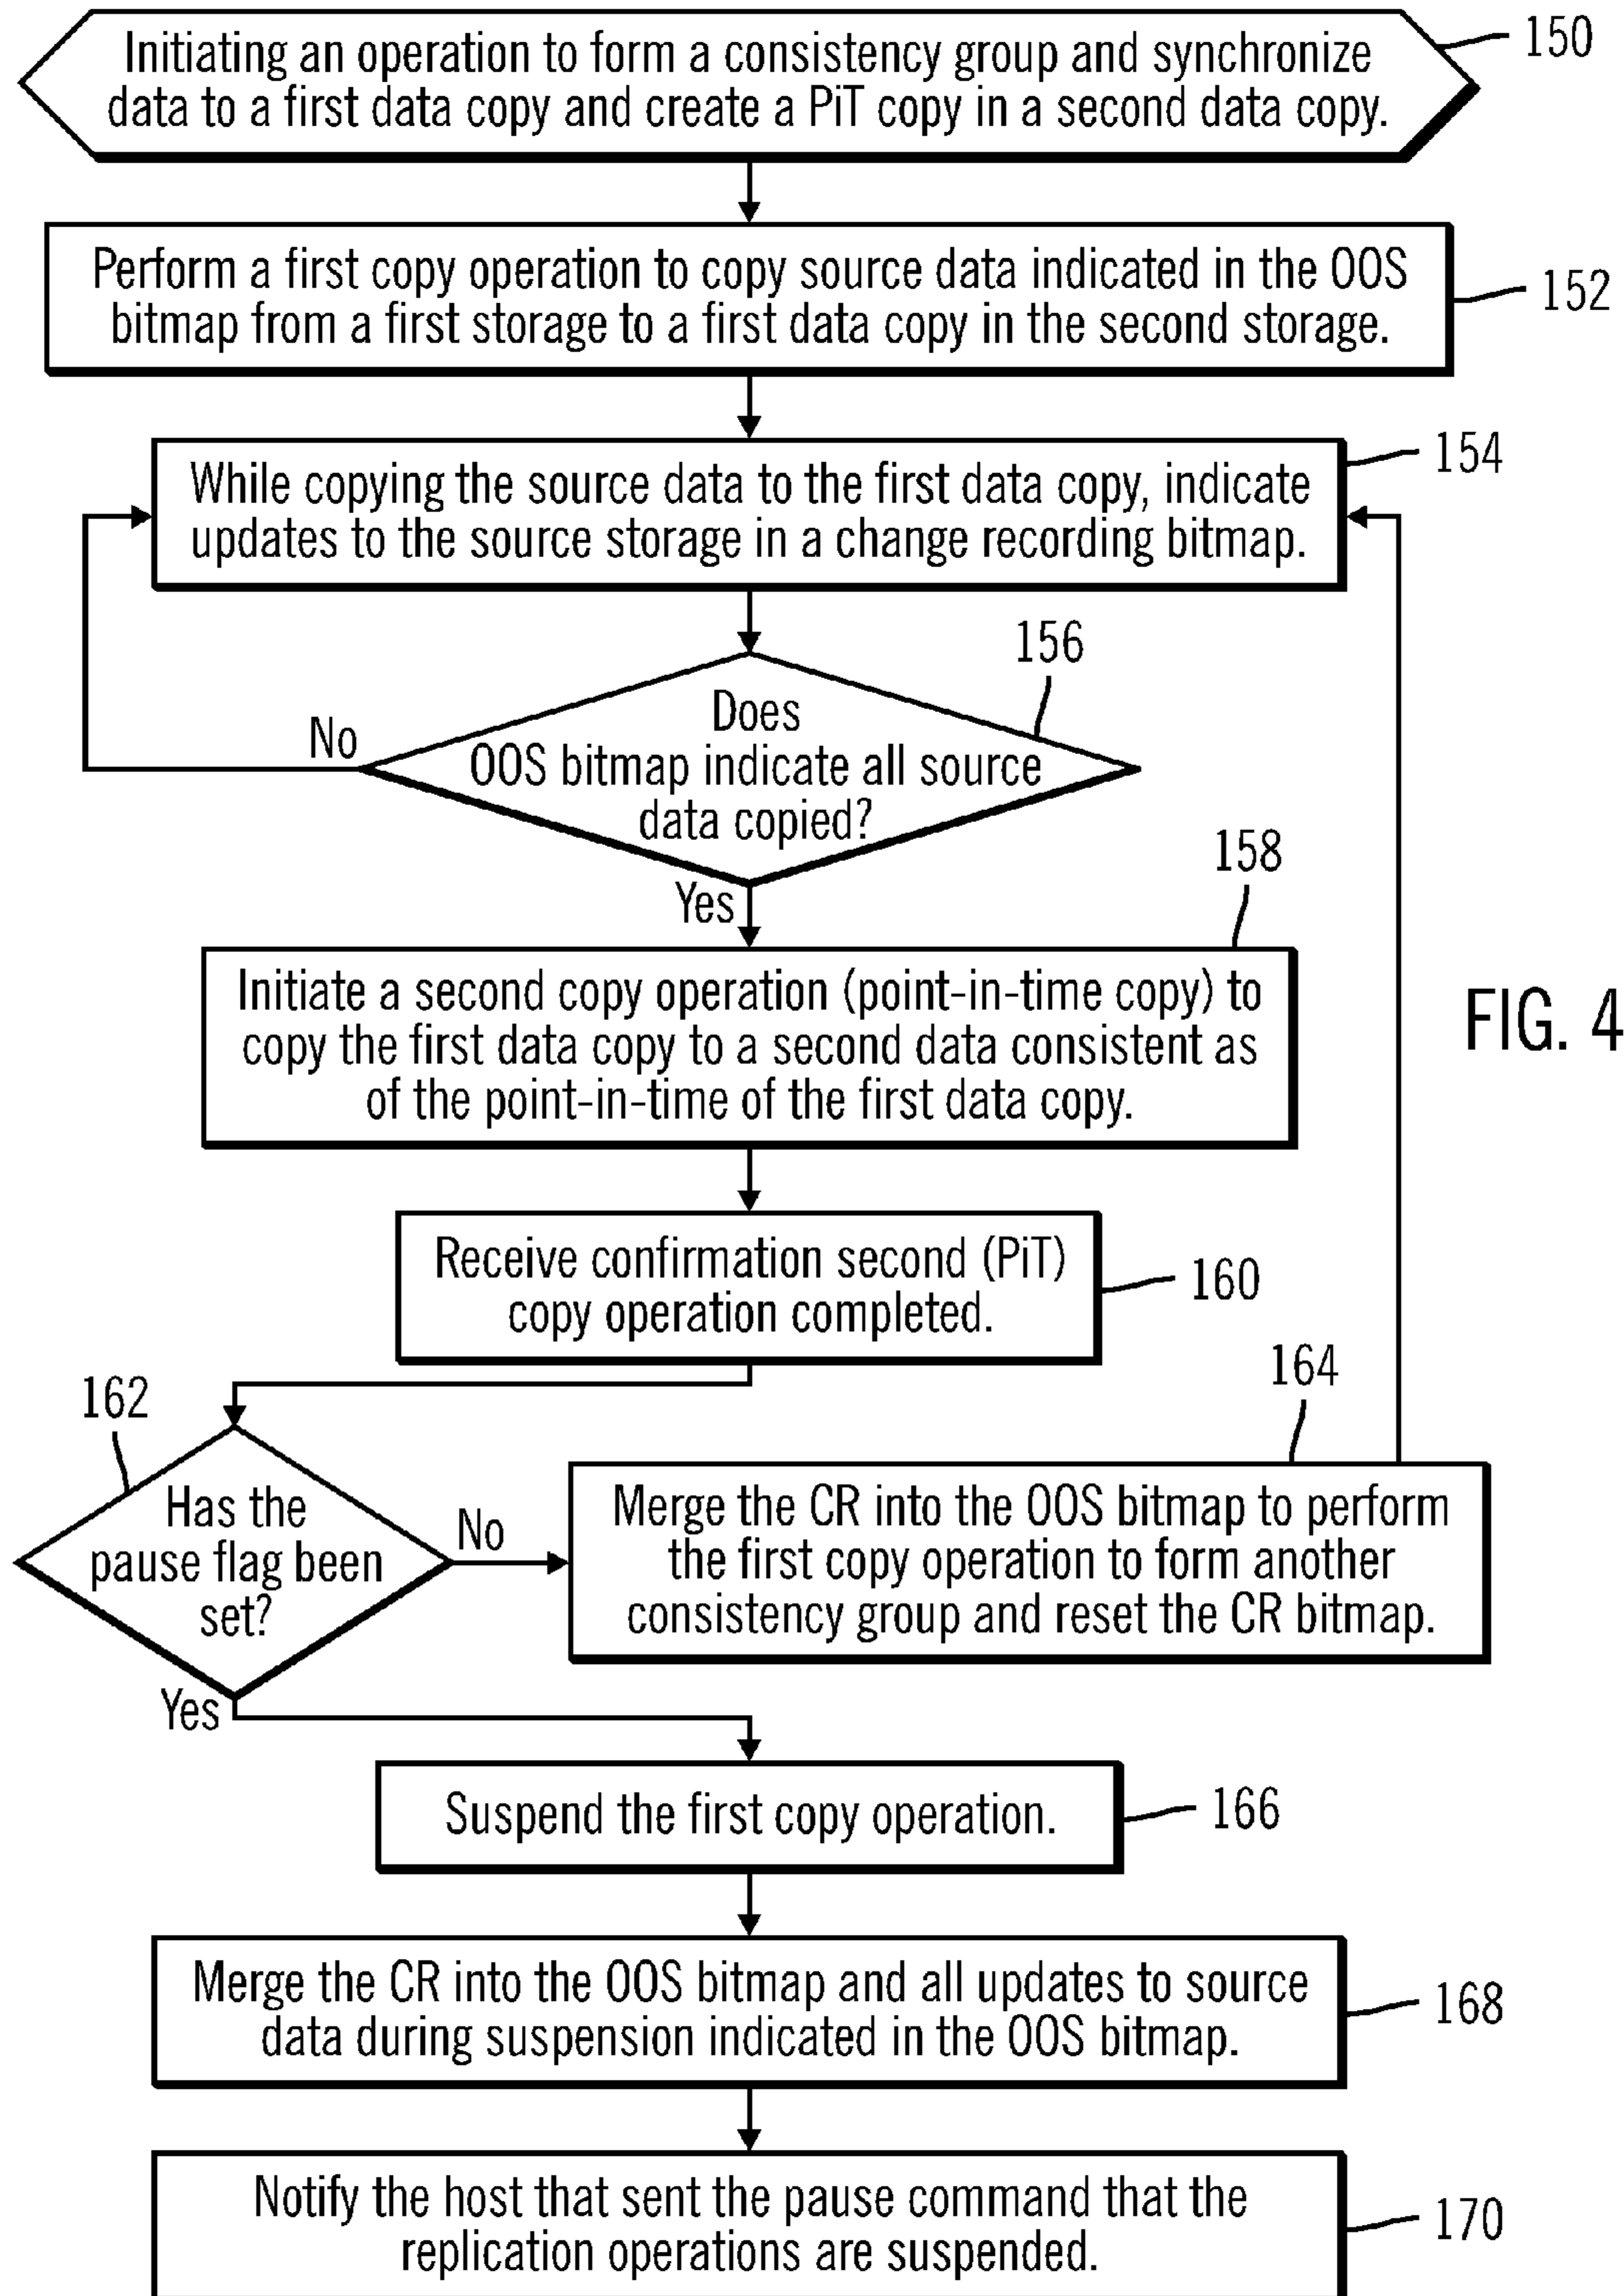 Initiating an operation to form a consistency group and synchronize
data to a first data copy and create a PiT copy in a second data copy.
150
Perform a first copy operation to copy source data indicated in the OOS
bitmap from a first storage to a first data copy in the second storage.
152
While copying the source data to the first data copy, indicate
updates to the source storage in a change recording bitmap.
154
156
Does
OOS bitmap indicate all source
data copied?
No
Yes
158
Initiate a second copy operation (point-in-time copy) to
copy the first data copy to a second data consistent as
of the point-in-time of the first data copy.
FIG. 4
Receive confirmation second (PiT)
copy operation completed.
160
162
Has the
pause flag been
set?
No
164
Merge the CR into the OOS bitmap to perform
the first copy operation to form another
consistency group and reset the CR bitmap.
Yes
Suspend the first copy operation.
166
Merge the CR into the OOS bitmap and all updates to source
data during suspension indicated in the OOS bitmap.
168
Notify the host that sent the pause command that the
replication operations are suspended.
170